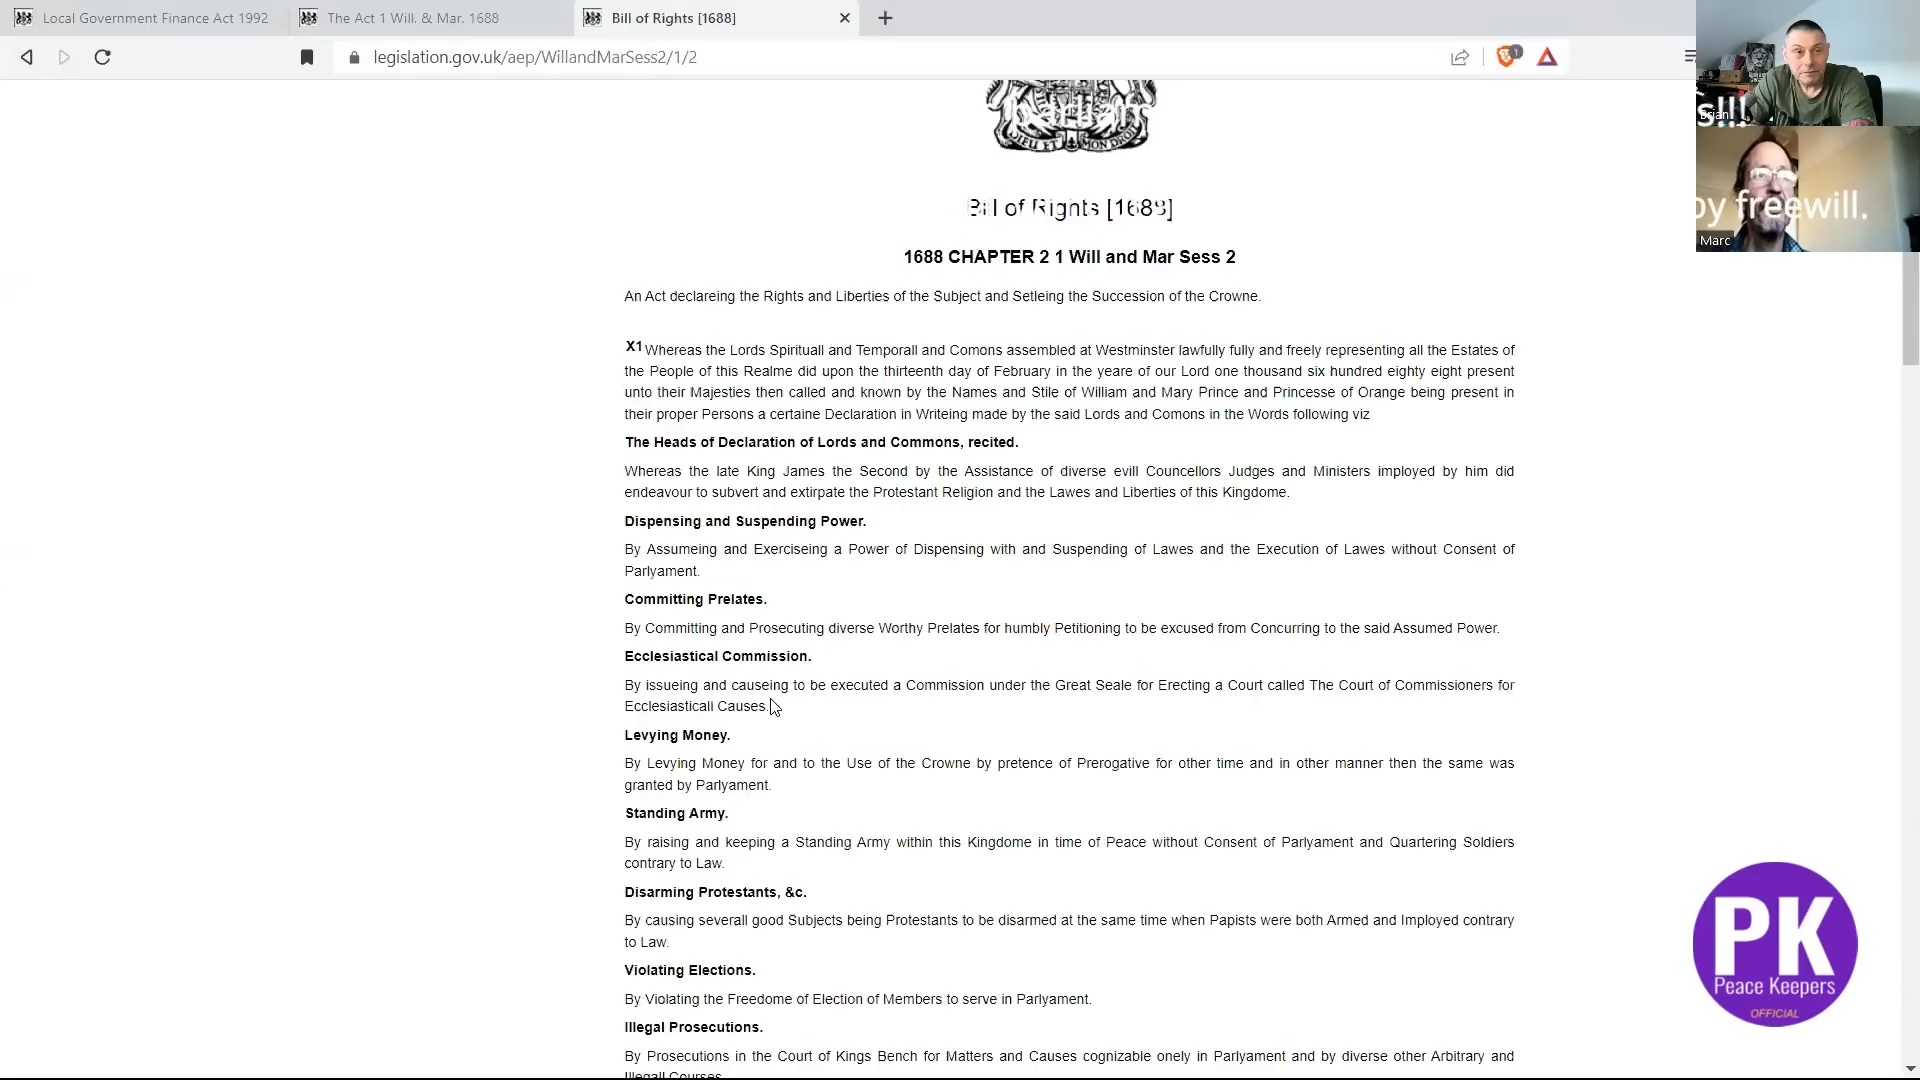 Local Government Finance Act 1992
The Act 1 Will. & Mar. 1688
Bill of Rights [1688]
legislation.gov.uk/aep/WillandMarSess2/1/2
1
s!!!
Brian
by freewill.
Marc
DIEU ET MON DROIT
Bill of Rights [1688]
1688 CHAPTER 2 1 Will and Mar Sess 2
An Act declareing the Rights and Liberties of the Subject and Setleing the Succession of the Crowne.
X1 Whereas the Lords Spirituall and Temporall and Comons assembled at Westminster lawfully fully and freely representing all the Estates of
the People of this Realme did upon the thirteenth day of February in the yeare of our Lord one thousand six hundred eighty eight present
unto their Majesties then called and known by the Names and Stile of William and Mary Prince and Princesse of Orange being present in
their proper Persons a certaine Declaration in Writeing made by the said Lords and Comons in the Words following viz
The Heads of Declaration of Lords and Commons, recited.
Whereas the late King James the Second by the Assistance of diverse evill Councellors Judges and Ministers imployed by him did
endeavour to subvert and extirpate the Protestant Religion and the Lawes and Liberties of this Kingdome.
Dispensing and Suspending Power.
By Assumeing and Exerciseing a Power of Dispensing with and Suspending of Lawes and the Execution of Lawes without Consent of
Parlyament.
Committing Prelates.
By Committing and Prosecuting diverse Worthy Prelates for humbly Petitioning to be excused from Concurring to the said Assumed Power.
Ecclesiastical Commission.
By issueing and causeing to be executed a Commission under the Great Seale for Erecting a Court called The Court of Commissioners for
Ecclesiasticall Causes.
Levying Money.
By Levying Money for and to the Use of the Crowne by pretence of Prerogative for other time and in other manner then the same was
granted by Parlyament.
Standing Army.
By raising and keeping a Standing Army within this Kingdome in time of Peace without Consent of Parlyament and Quartering Soldiers
contrary to Law.
Disarming Protestants, &c.
By causing severall good Subjects being Protestants to be disarmed at the same time when Papists were both Armed and Imployed contrary
to Law.
Violating Elections.
By Violating the Freedome of Election of Members to serve in Parlyament.
Illegal Prosecutions.
By Prosecutions in the Court of Kings Bench for Matters and Causes cognizable onely in Parlyament and by diverse other Arbitrary and
Illegall Courses.
PK
Peace Keepers
OFFICIAL